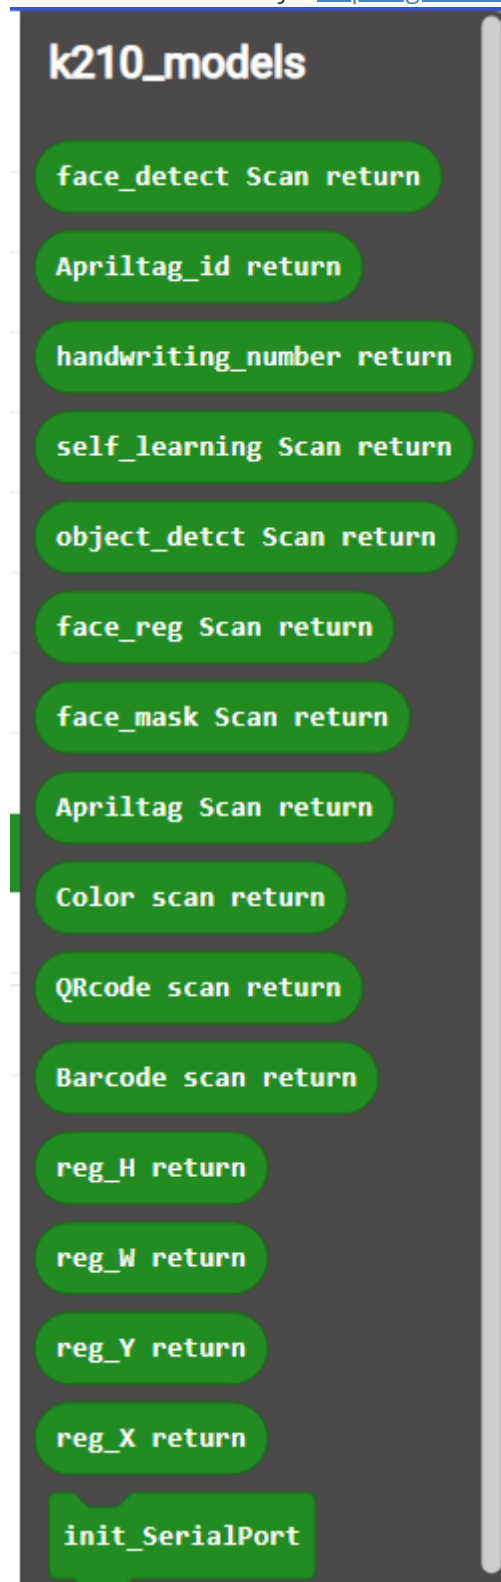 k210_models
face_detect Scan return
Apriltag_id return
handwriting_number return
self_learning Scan return
object_detct Scan return
face_reg Scan return
face_mask Scan return
Apriltag Scan return
Color scan return
QRcode scan return
Barcode scan return
reg_H return
reg_W return
reg_Y return
reg_X return
init_SerialPort